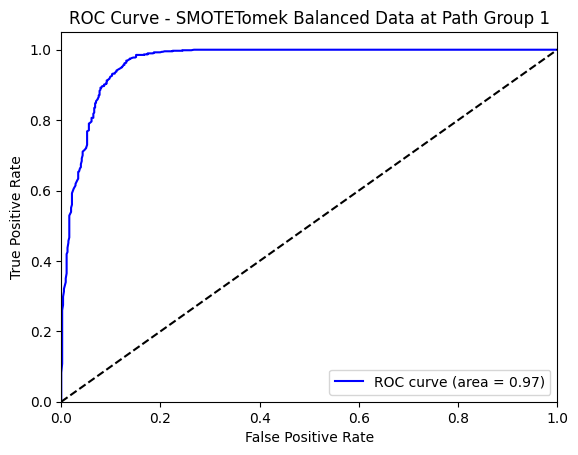 ROC Curve - SMOTETomek Balanced Data at Path Group 1
1.0
0.8
0.6
0.4
0.2
0.0
True Positive Rate
ROC curve (area = 0.97)
0.0 0.2 0.4 0.6 0.8 1.0
False Positive Rate